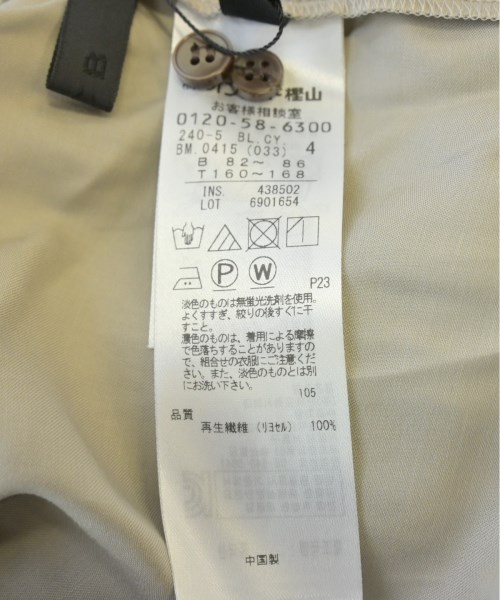 B
樫山
お客様相談室
0120-58-6300
240-5 BL.CY
BM.0415 (033) 4
B 82～ 86
T 160～168
INS. 438502
LOT 6901654
P W
P23
淡色のものは無蛍光洗剤を使用。
よくすすぎ、絞りの後すぐに干
すこと。
濃色のものは、着用による摩擦
で色落ちすることがありますの
で、組合せの衣服にご注意くだ
さい。また、淡色のものとは別
にお洗い下さい。
105
品質
再生繊維 (リヨセル) 100%
中国製